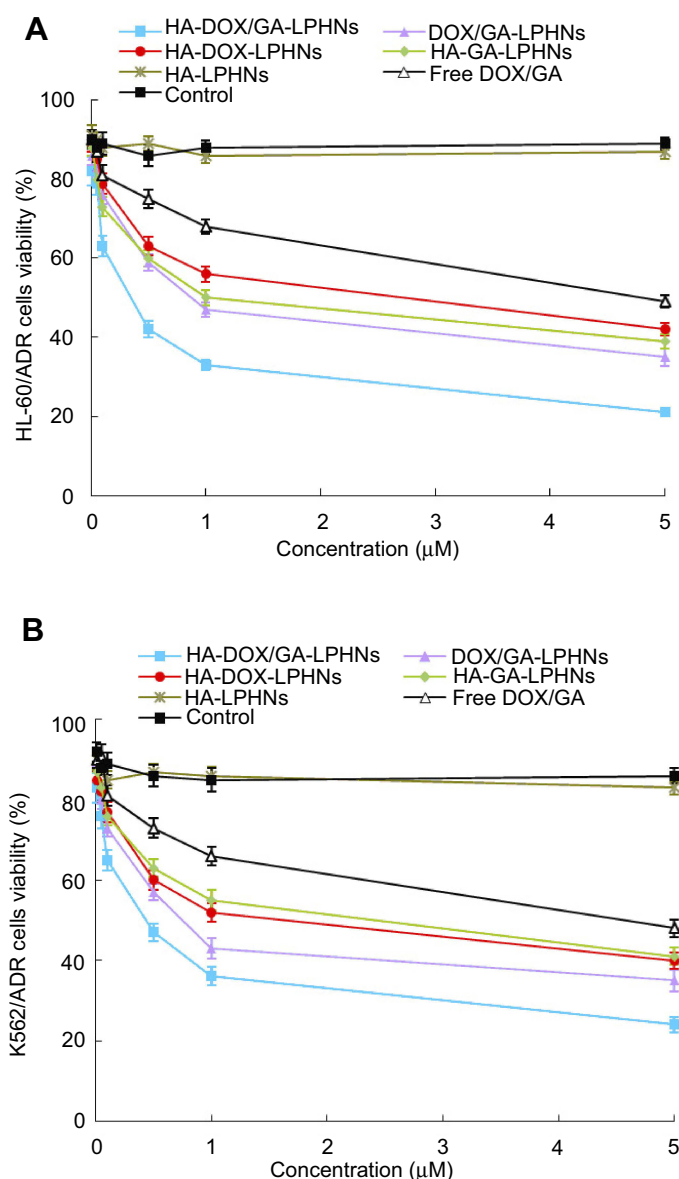 A
HA-DOX/GA-LPHNs
DOX/GA-LPHNs
HA-DOX-LPHNs
HA-GA-LPHNs
HA-LPHNs
Free DOX/GA
Control
HL-60/ADR cells viability (%)
100
80
60
40
20
0
0 1 2 3 4 5
Concentration (μM)
B
HA-DOX/GA-LPHNs
DOX/GA-LPHNs
HA-DOX-LPHNs
HA-GA-LPHNs
HA-LPHNs
Free DOX/GA
Control
K562/ADR cells viability (%)
100
80
60
40
20
0
0 1 2 3 4 5
Concentration (μM)